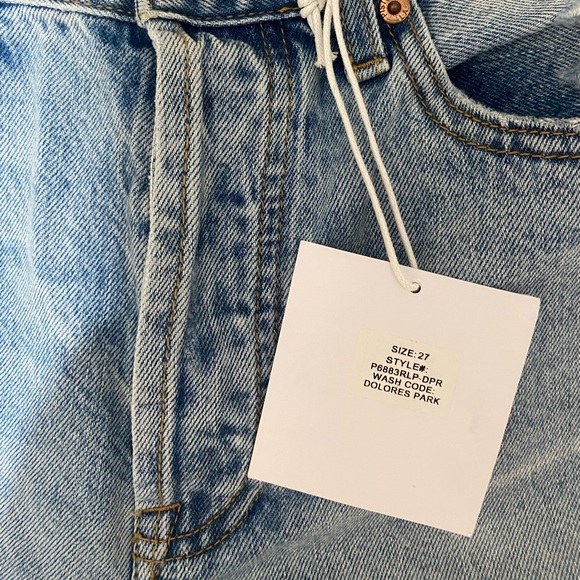 SIZE: 27
STYLE#:
P6883RLP-DPR
WASH CODE:
DOLORES PARK